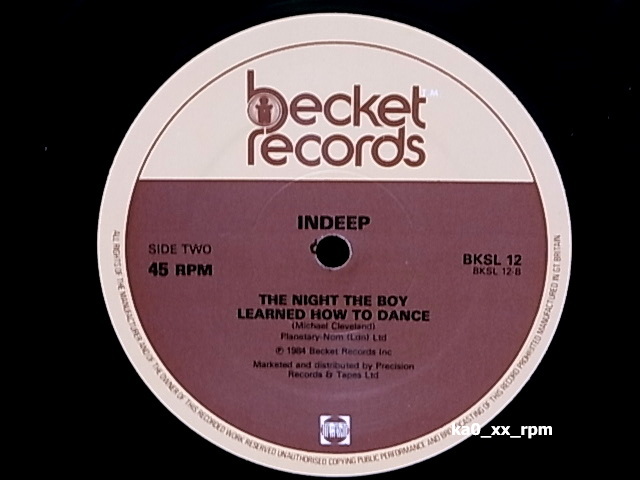 becket
records
INDEEP
SIDE TWO
45 RPM
BKSL 12
BKSL 12-B
THE NIGHT THE BOY
LEARNED HOW TO DANCE
(Michael Cleveland)
Planetary-Nom (Ldn) Ltd
℗ 1984 Becket Records Inc
Marketed and distributed by Precision
Records & Tapes Ltd
ALL RIGHTS OF THE MANUFACTURER AND OF THE OWNER OF THIS RECORDED WORK RESERVED UNAUTHORISED COPYING PUBLIC PERFORMANCE AND BROADCASTING OF THIS RECORD PROHIBITED MANUFACTURED IN GT. BRITAIN
ka0_xx_rpm